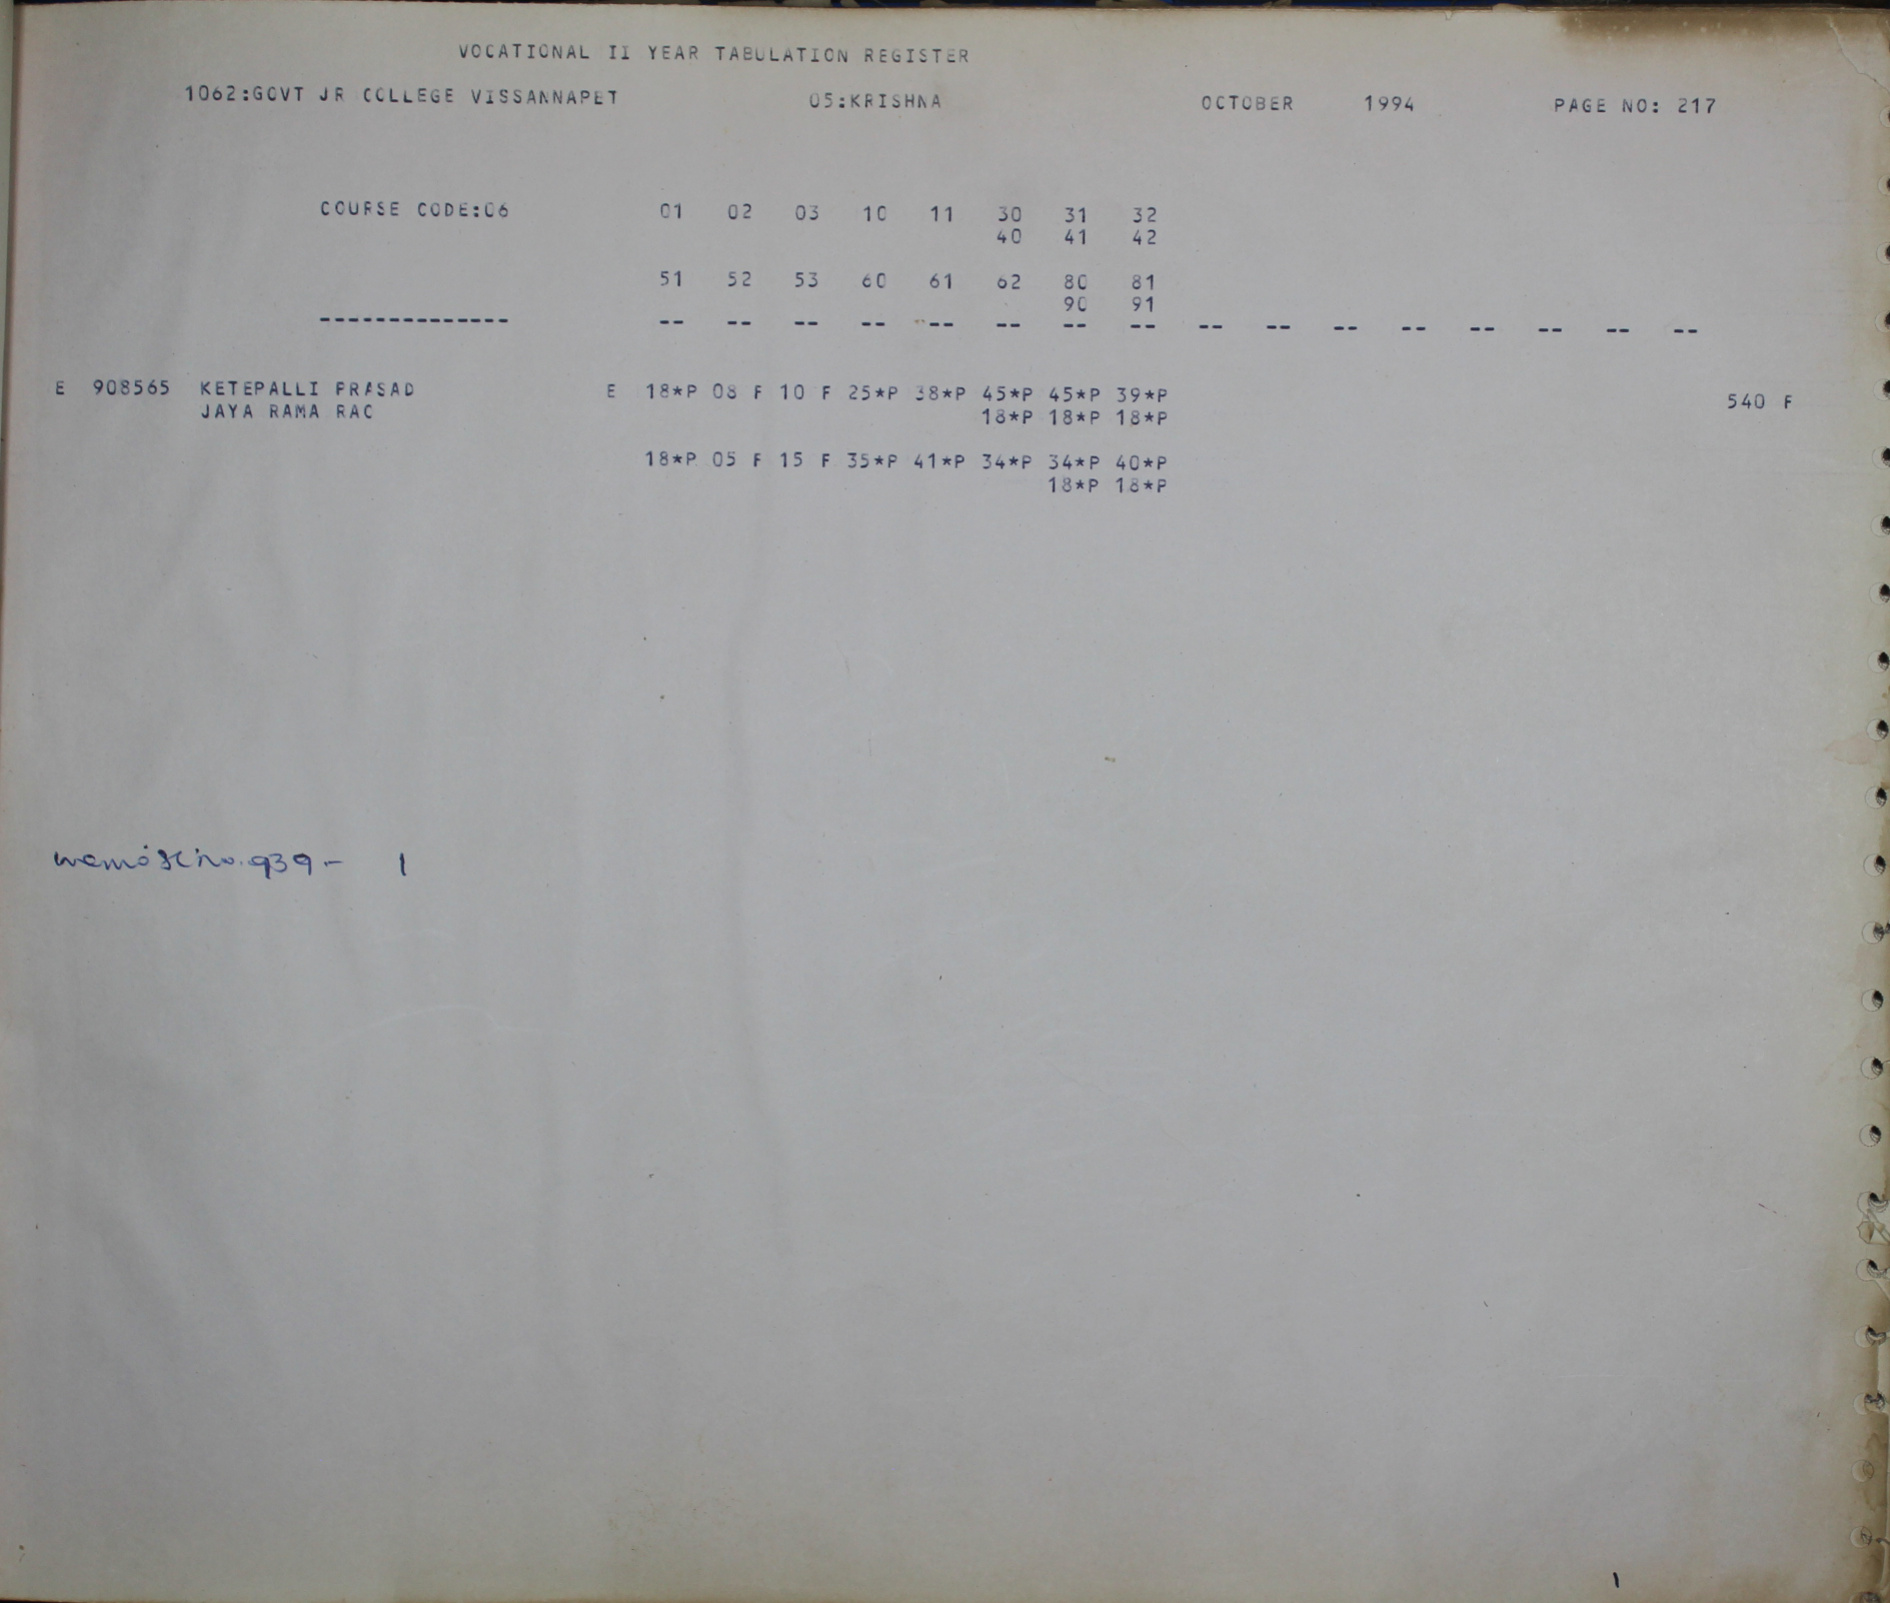 VOCATIONAL II YEAR TABULATION REGISTER
1062:GOVT JR COLLEGE VISSANNAPET 05:KRISHNA OCTOBER 1994 PAGE NO: 217
COURSE CODE:06 01 02 03 10 11 30 31 32
40 41 42
51 52 53 60 61 62 80 81
90 91
-------------- -- -- -- -- -- -- -- -- -- -- -- -- -- -- -- --
E 908565 KETEPALLI PRASAD E 18*P 08 F 10 F 25*P 38*P 45*P 45*P 39*P 540 F
JAYA RAMA RAO 18*P 18*P 18*P
18*P 05 F 15 F 35*P 41*P 34*P 34*P 40*P
18*P 18*P
939- 1
1